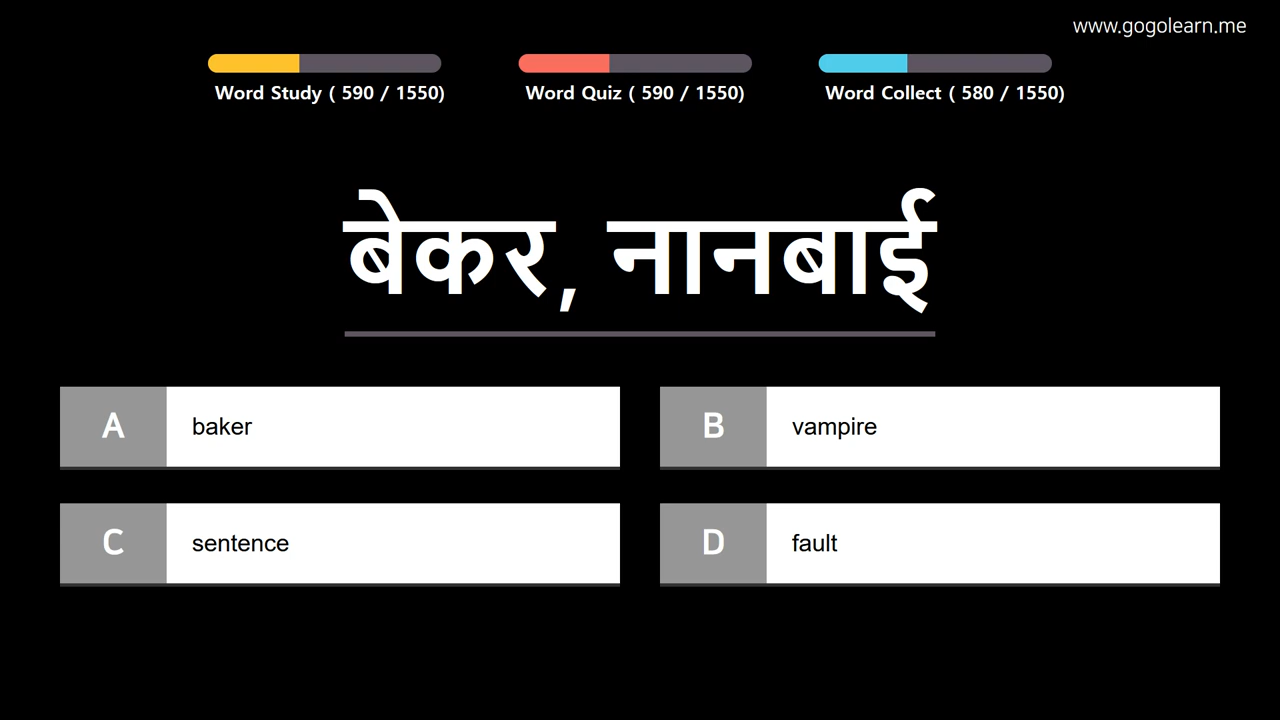 www.gogolearn.me
Word Study ( 590 / 1550)
Word Quiz ( 590 / 1550)
Word Collect ( 580 / 1550)
बेकर, नानबाई
A baker
B vampire
C sentence
D fault